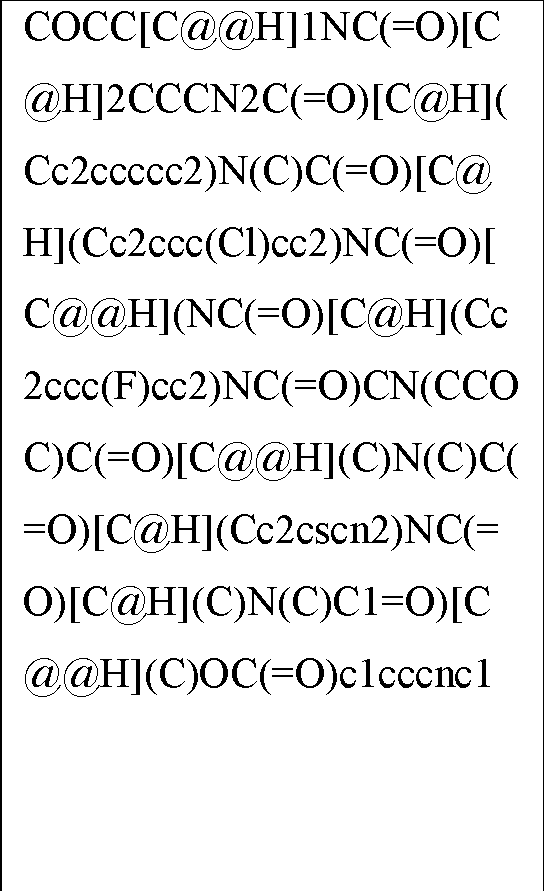 COCC[C@@H]1NC(=O)[C
@H]2CCCN2C(=O)[C@H](
Cc2ccccc2)N(C)C(=O)[C@
H](Cc2ccc(Cl)cc2)NC(=O)[
C@@H](NC(=O)[C@H](Cc
2ccc(F)cc2)NC(=O)CN(CCO
C)C(=O)[C@@H](C)N(C)C(
=O)[C@H](Cc2cscn2)NC(=
O)[C@H](C)N(C)C1=O)[C
@@H](C)OC(=O)c1cccnc1